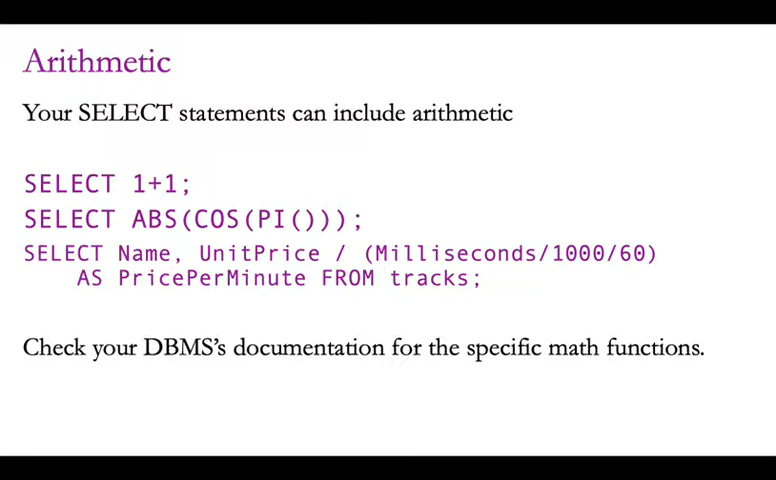 Arithmetic
Your SELECT statements can include arithmetic
SELECT 1+1;
SELECT ABS(COS(PI()));
SELECT Name, UnitPrice / (Milliseconds/1000/60)
AS PricePerMinute FROM tracks;
Check your DBMS's documentation for the specific math functions.